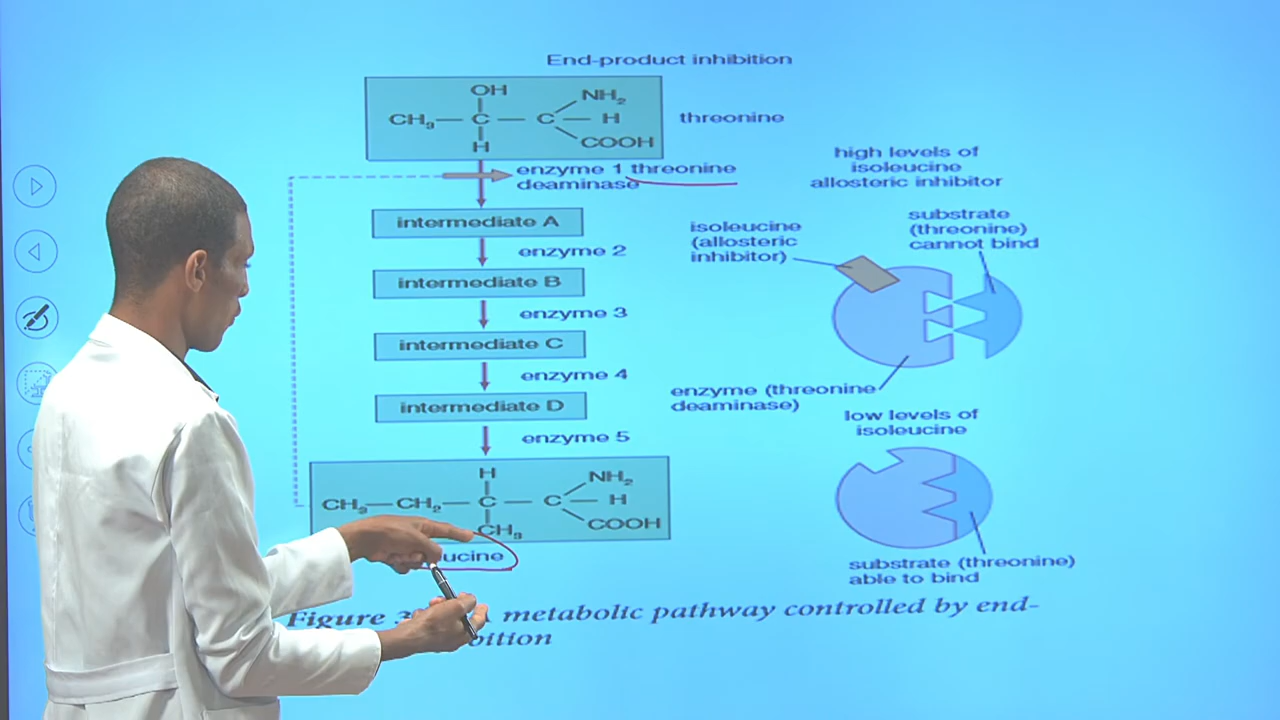 End-product inhibition
OH
NH2
CH3 — C — C — H
H
COOH
threonine
enzyme 1 threonine
deaminase
intermediate A
enzyme 2
intermediate B
enzyme 3
intermediate C
enzyme 4
intermediate D
enzyme 5
H
NH2
CH3 — CH2 — C — C — H
CH3
COOH
high levels of
isoleucine
allosteric inhibitor
isoleucine
(allosteric
inhibitor)
substrate
(threonine)
cannot bind
enzyme (threonine
deaminase)
low levels of
isoleucine
substrate (threonine)
able to bind
Figure A metabolic pathway controlled by end-